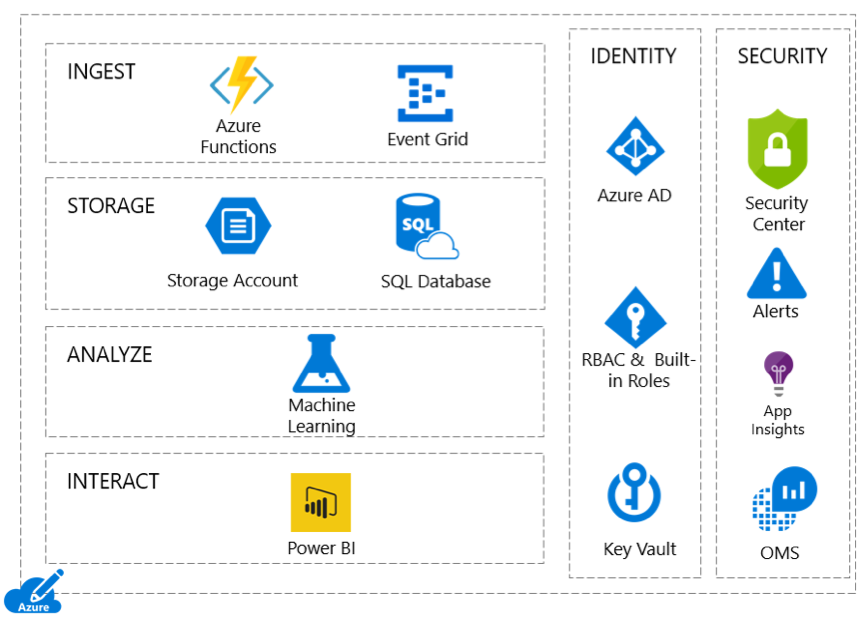 INGEST
Azure
Functions
Event Grid
STORAGE
SQL
Storage Account
SQL Database
ANALYZE
Machine
Learning
INTERACT
Power BI
IDENTITY
Azure AD
RBAC & Built-
in Roles
Key Vault
SECURITY
Security
Center
Alerts
App
Insights
OMS
Azure